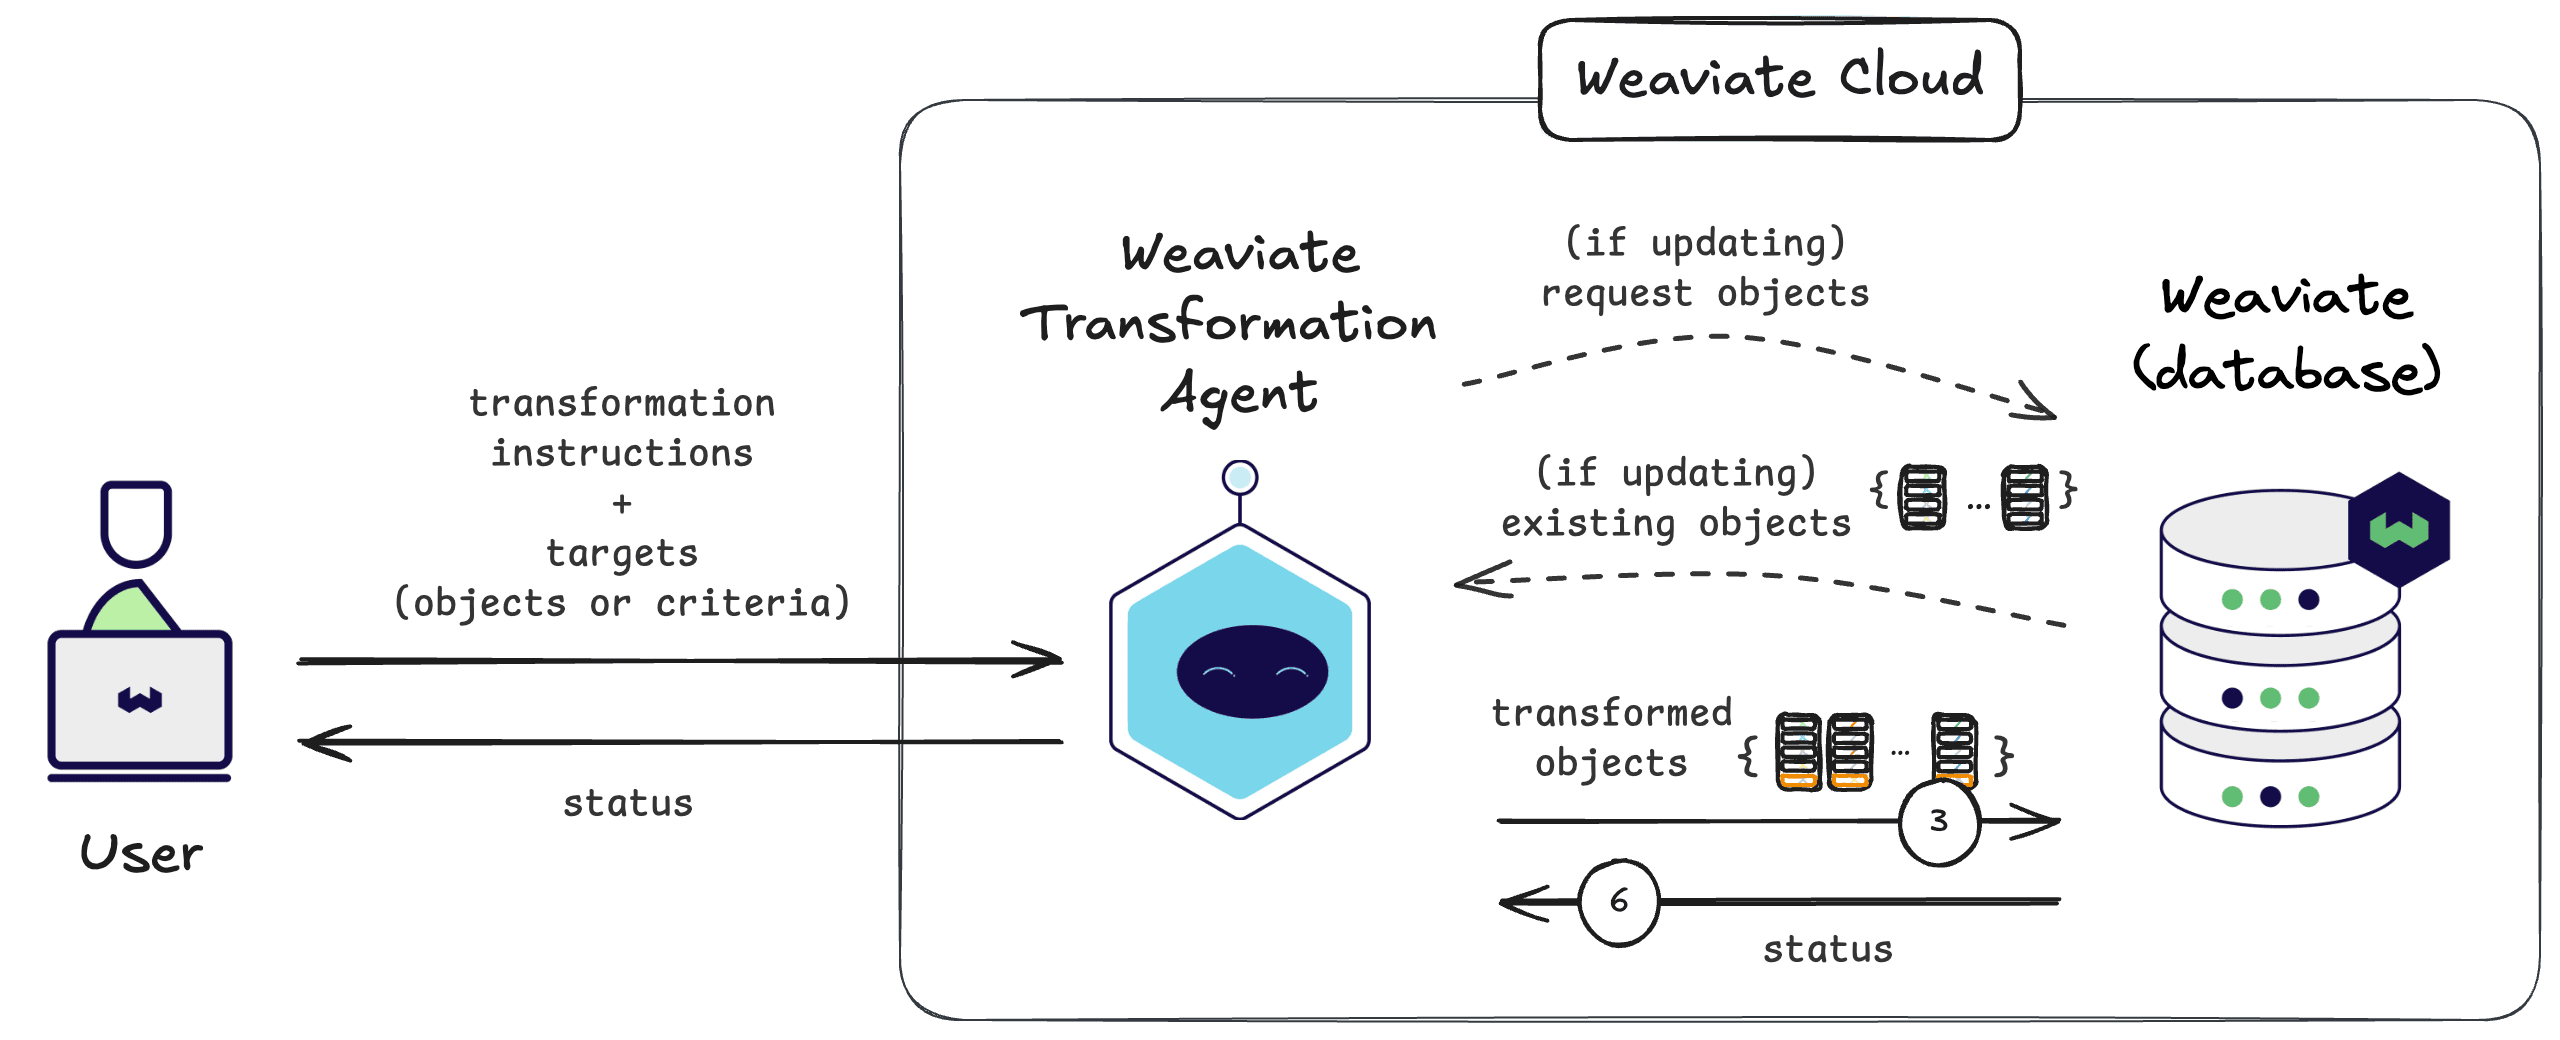 Weaviate Cloud
Weaviate
Transformation
Agent
(if updating)
request objects
Weaviate
(database)
transformation
instructions
+
targets
(objects or criteria)
(if updating)
existing objects
{ ... }
transformed
objects
{ ... }
3
6
status
status
User